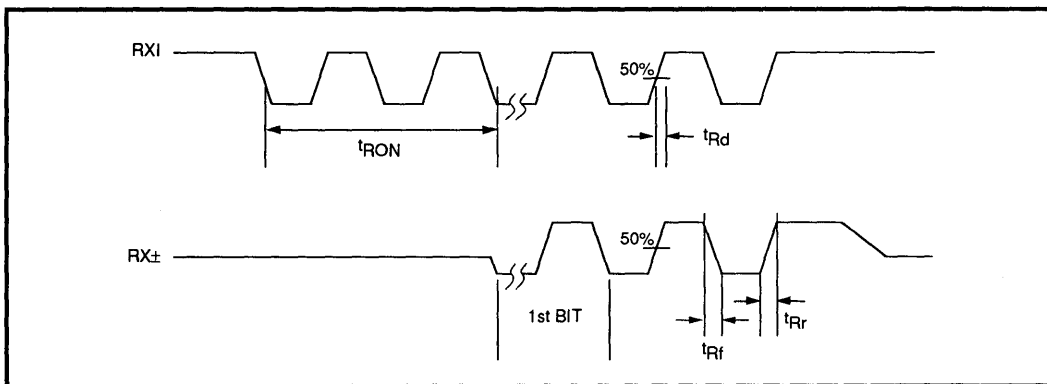 RXI
50%
tRd
tRON
RX±
50%
1st BIT
tRr
tRf